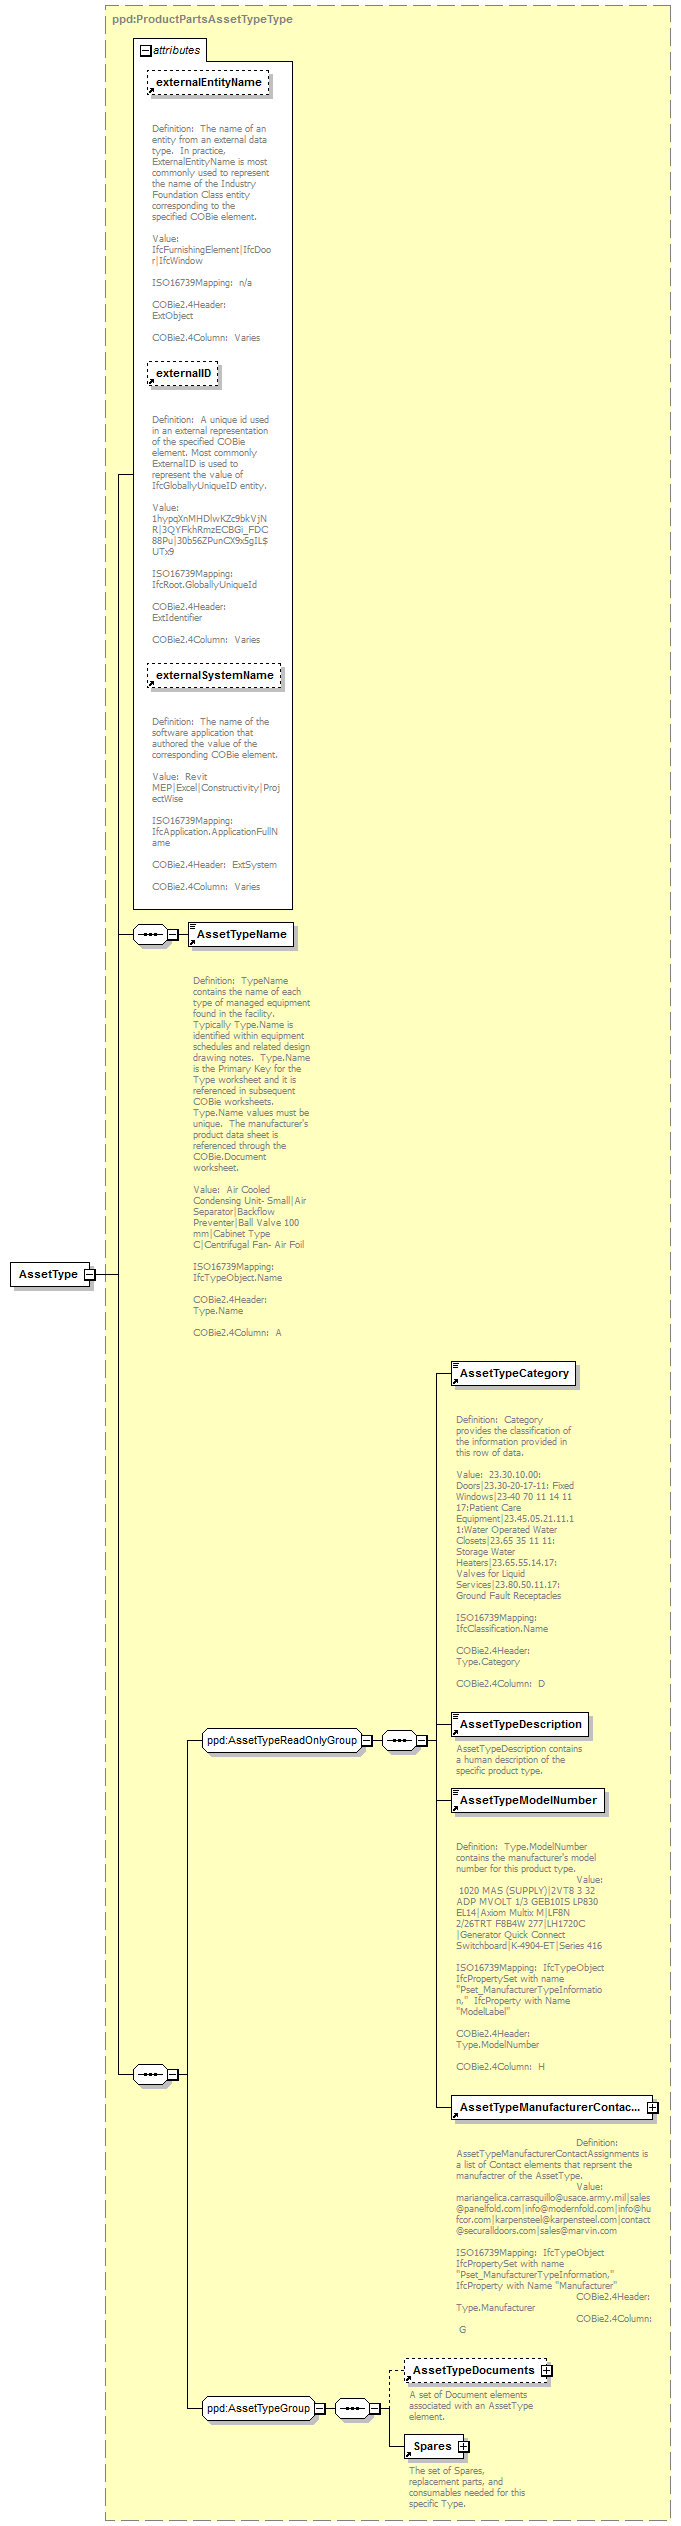 ppd:ProductPartsAssetTypeType
attributes
externalEntityName
Definition:  The name of an
entity from an external data
type.  In practice,
ExternalEntityName is most
commonly used to represent
the name of the Industry
Foundation Class entity
corresponding to the
specified COBie element.
Value:
IfcFurnishingElement|IfcDoo
r|IfcWindow
ISO16739Mapping:  n/a
COBie2.4Header:
ExtObject
COBie2.4Column:  Varies
externalID
Definition:  A unique id used
in an external representation
of the specified COBie
element. Most commonly
ExternalID is used to
represent the value of
IfcGloballyUniqueID entity.
Value:
1hypqXnMHDlwKZc9bkVjN
R|3QYFkhRmzECBGi_FDC
88Pu|30b56ZPunCX9x5gIL$
UTx9
ISO16739Mapping:
IfcRoot.GloballyUniqueId
COBie2.4Header:
ExtIdentifier
COBie2.4Column:  Varies
externalSystemName
Definition:  The name of the
software application that
authored the value of the
corresponding COBie element.
Value:  Revit
MEP|Excel|Constructivity|Proj
ectWise
ISO16739Mapping:
IfcApplication.ApplicationFullN
ame
COBie2.4Header:  ExtSystem
COBie2.4Column:  Varies
AssetTypeName
Definition:  TypeName
contains the name of each
type of managed equipment
found in the facility.
Typically Type.Name is
identified within equipment
schedules and related design
drawing notes.  Type.Name
is the Primary Key for the
Type worksheet and it is
referenced in subsequent
COBie worksheets.
Type.Name values must be
unique.  The manufacturer's
product data sheet is
referenced through the
COBie.Document
worksheet.
Value:  Air Cooled
Condensing Unit- Small|Air
Separator|Backflow
Preventer|Ball Valve 100
mm|Cabinet Type
C|Centrifugal Fan- Air Foil
ISO16739Mapping:
IfcTypeObject.Name
COBie2.4Header:
Type.Name
COBie2.4Column:  A
AssetType
AssetTypeCategory
Definition:  Category
provides the classification of
the information provided in
this row of data.
Value:  23.30.10.00:
Doors|23.30-20-17-11: Fixed
Windows|23-40 70 11 14 11
17:Patient Care
Equipment|23.45.05.21.11.1
1:Water Operated Water
Closets|23.65 35 11 11:
Storage Water
Heaters|23.65.55.14.17:
Valves for Liquid
Services|23.80.50.11.17:
Ground Fault Receptacles
ISO16739Mapping:
IfcClassification.Name
COBie2.4Header:
Type.Category
COBie2.4Column:  D
AssetTypeDescription
AssetTypeDescription contains
a human description of the
specific product type.
ppd:AssetTypeReadOnlyGroup
AssetTypeModelNumber
Definition:  Type.ModelNumber
contains the manufacturer's model
number for this product type.
Value:
1020 MAS (SUPPLY)|2VT8 3 32
ADP MVOLT 1/3 GEB10IS LP830
EL14|Axiom Multix M|LF8N
2/26TRT F8B4W 277|LH1720C
|Generator Quick Connect
Switchboard|K-4904-ET|Series 416
ISO16739Mapping:  IfcTypeObject
IfcPropertySet with name
"Pset_ManufacturerTypeInformatio
n,"  IfcProperty with Name
"ModelLabel"
COBie2.4Header:
Type.ModelNumber
COBie2.4Column:  H
AssetTypeManufacturerContac...
Definition:
AssetTypeManufacturerContactAssignments is
a list of Contact elements that reprsent the
manufactrer of the AssetType.
Value:
mariangelica.carrasquillo@usace.army.mil|sales
@panelfold.com|info@modernfold.com|info@hu
fcor.com|karpensteel@karpensteel.com|contact
@securalldoors.com|sales@marvin.com
ISO16739Mapping:  IfcTypeObject
IfcPropertySet with name
"Pset_ManufacturerTypeInformation,"
IfcProperty with Name "Manufacturer"
COBie2.4Header:
Type.Manufacturer
COBie2.4Column:
G
ppd:AssetTypeGroup
AssetTypeDocuments
A set of Document elements
associated with an AssetType
element.
Spares
The set of Spares,
replacement parts, and
consumables needed for this
specific Type.